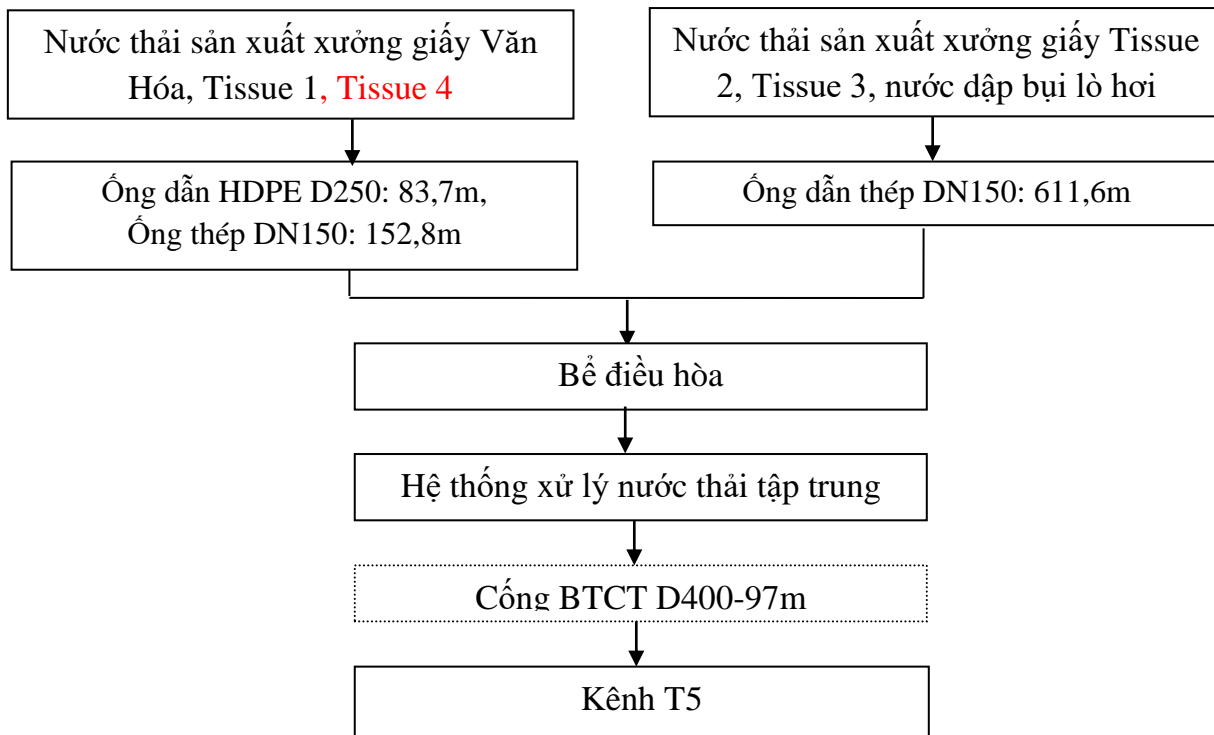 Nước thải sản xuất xưởng giấy Văn
Hóa, Tissue 1, Tissue 4
Nước thải sản xuất xưởng giấy Tissue
2, Tissue 3, nước dập bụi lò hơi
Ống dẫn HDPE D250: 83,7m,
Ống thép DN150: 152,8m
Ống dẫn thép DN150: 611,6m
Bể điều hòa
Hệ thống xử lý nước thải tập trung
Cống BTCT D400-97m
Kênh T5